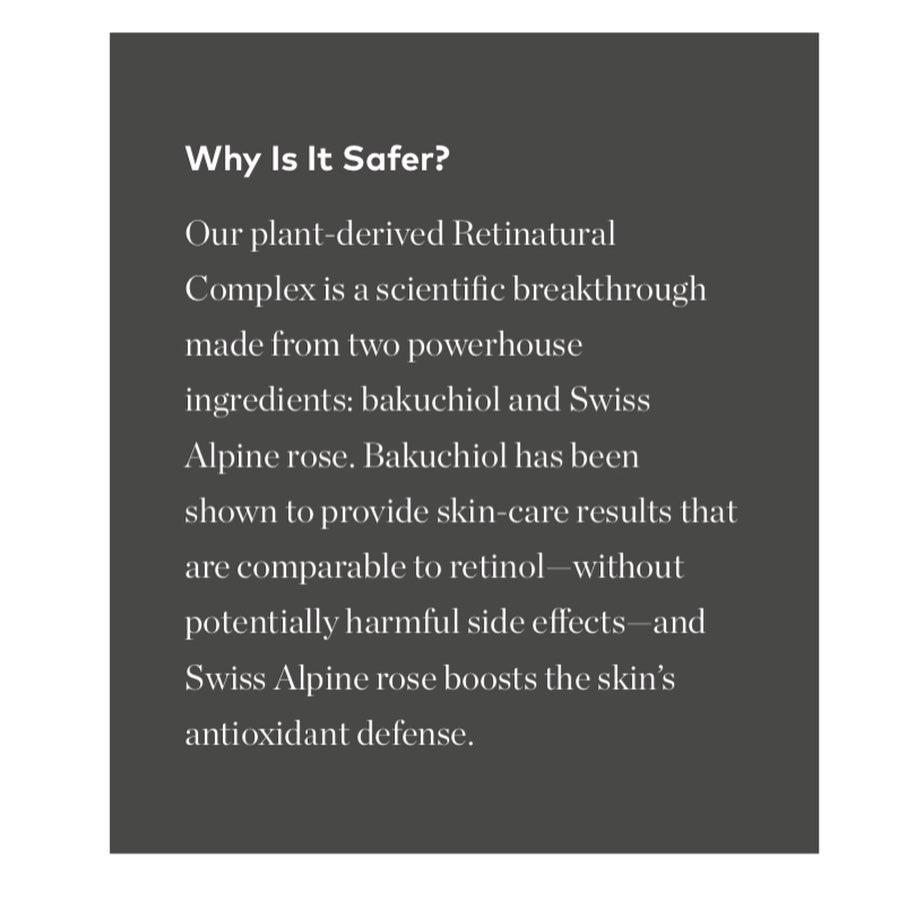 Why Is It Safer?
Our plant-derived Retinatural
Complex is a scientific breakthrough
made from two powerhouse
ingredients: bakuchiol and Swiss
Alpine rose. Bakuchiol has been
shown to provide skin-care results that
are comparable to retinol—without
potentially harmful side effects—and
Swiss Alpine rose boosts the skin’s
antioxidant defense.